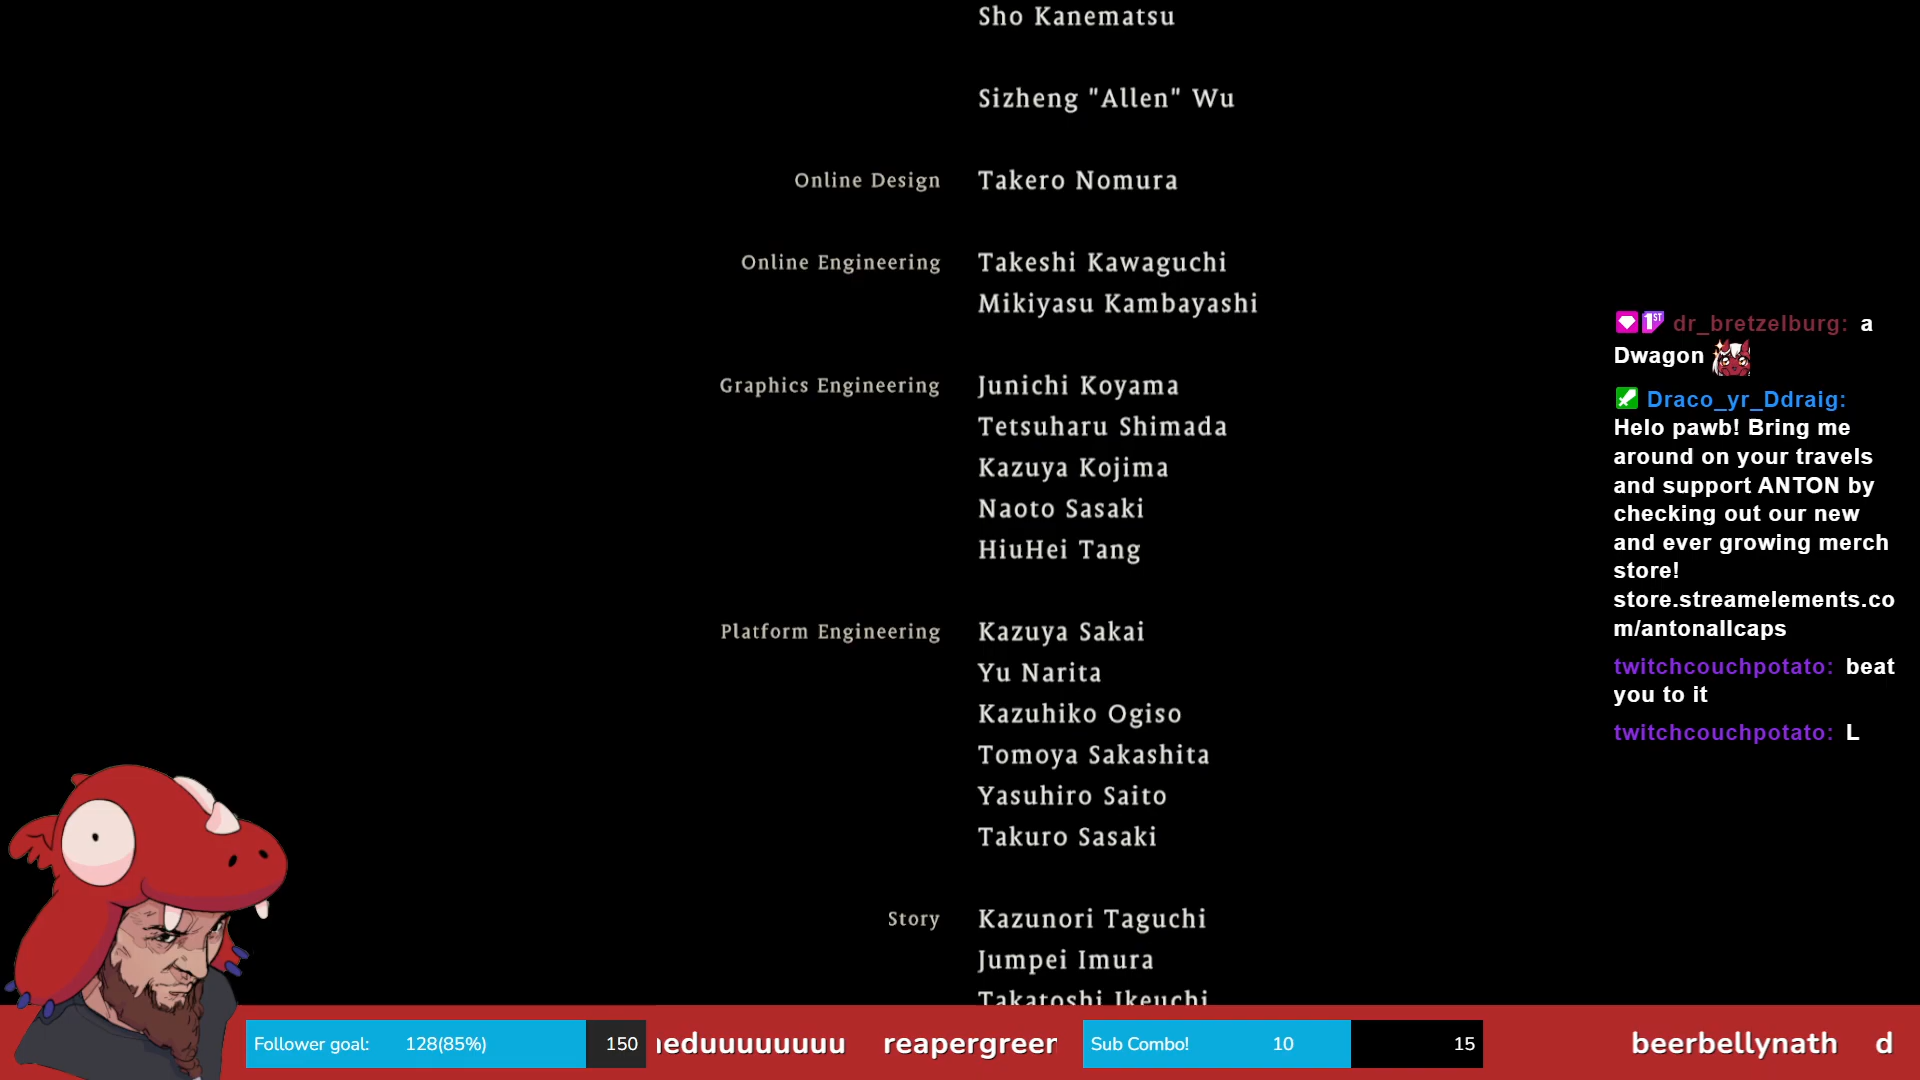 Sho Kanematsu
Sizheng "Allen" Wu
Online Design Takero Nomura
Online Engineering Takeshi Kawaguchi
Mikiyasu Kambayashi
Graphics Engineering Junichi Koyama
Tetsuharu Shimada
Kazuya Kojima
Naoto Sasaki
HiuHei Tang
Platform Engineering Kazuya Sakai
Yu Narita
Kazuhiko Ogiso
Tomoya Sakashita
Yasuhiro Saito
Takuro Sasaki
Story Kazunori Taguchi
Jumpei Imura
Takatoshi Ikeuchi
1ST dr_bretzelburg: a
Dwagon
Draco_yr_Ddraig:
Helo pawb! Bring me
around on your travels
and support ANTON by
checking out our new
and ever growing merch
store!
store.streamelements.co
m/antonallcaps
twitchcouchpotato: beat
you to it
twitchcouchpotato: L
Follower goal: 128(85%) 150 eduuuuuuuu reapergreer Sub Combo! 10 15 beerbellynath d